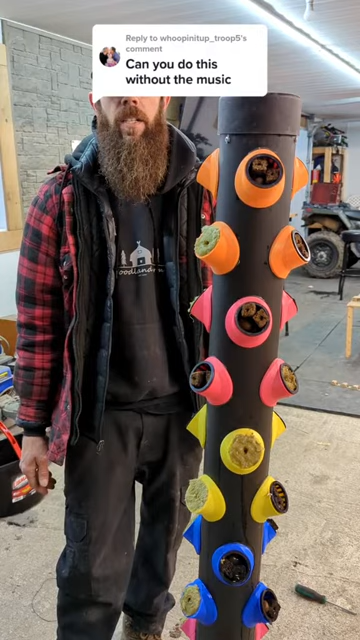 Reply to whoopinitup_troop5's
comment
Can you do this
without the music